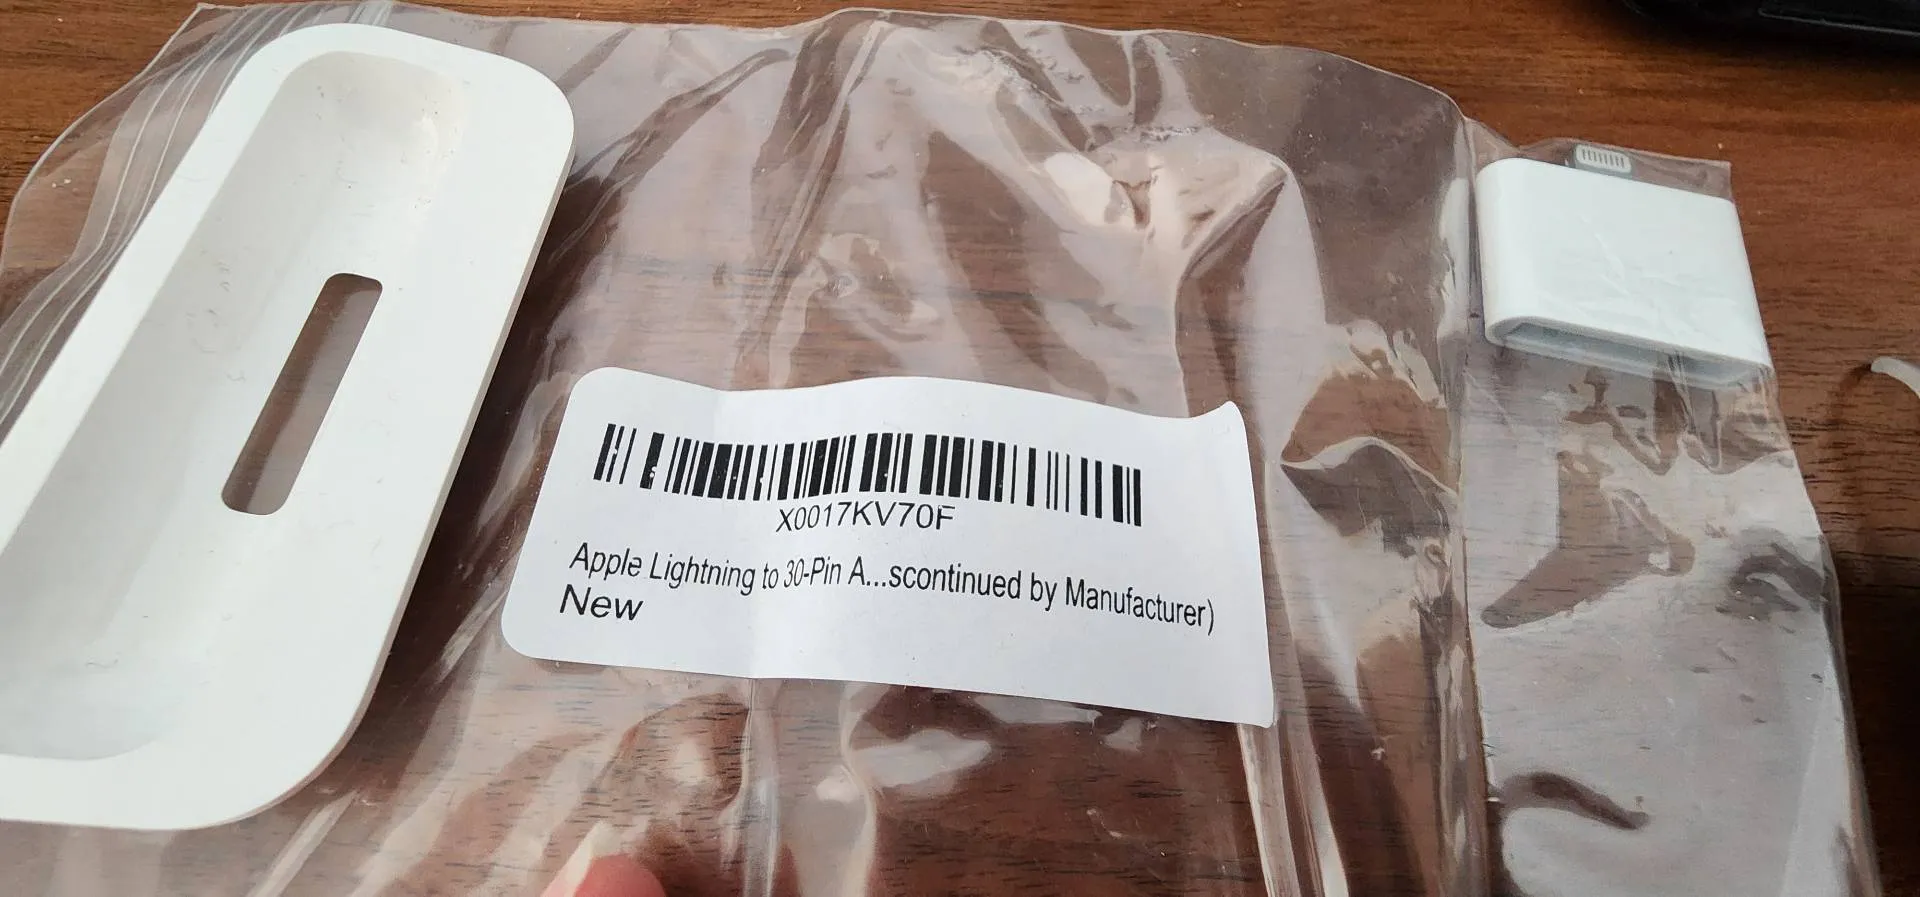 X0017KV70F
Apple Lightning to 30-Pin A...scontinued by Manufacturer)
New